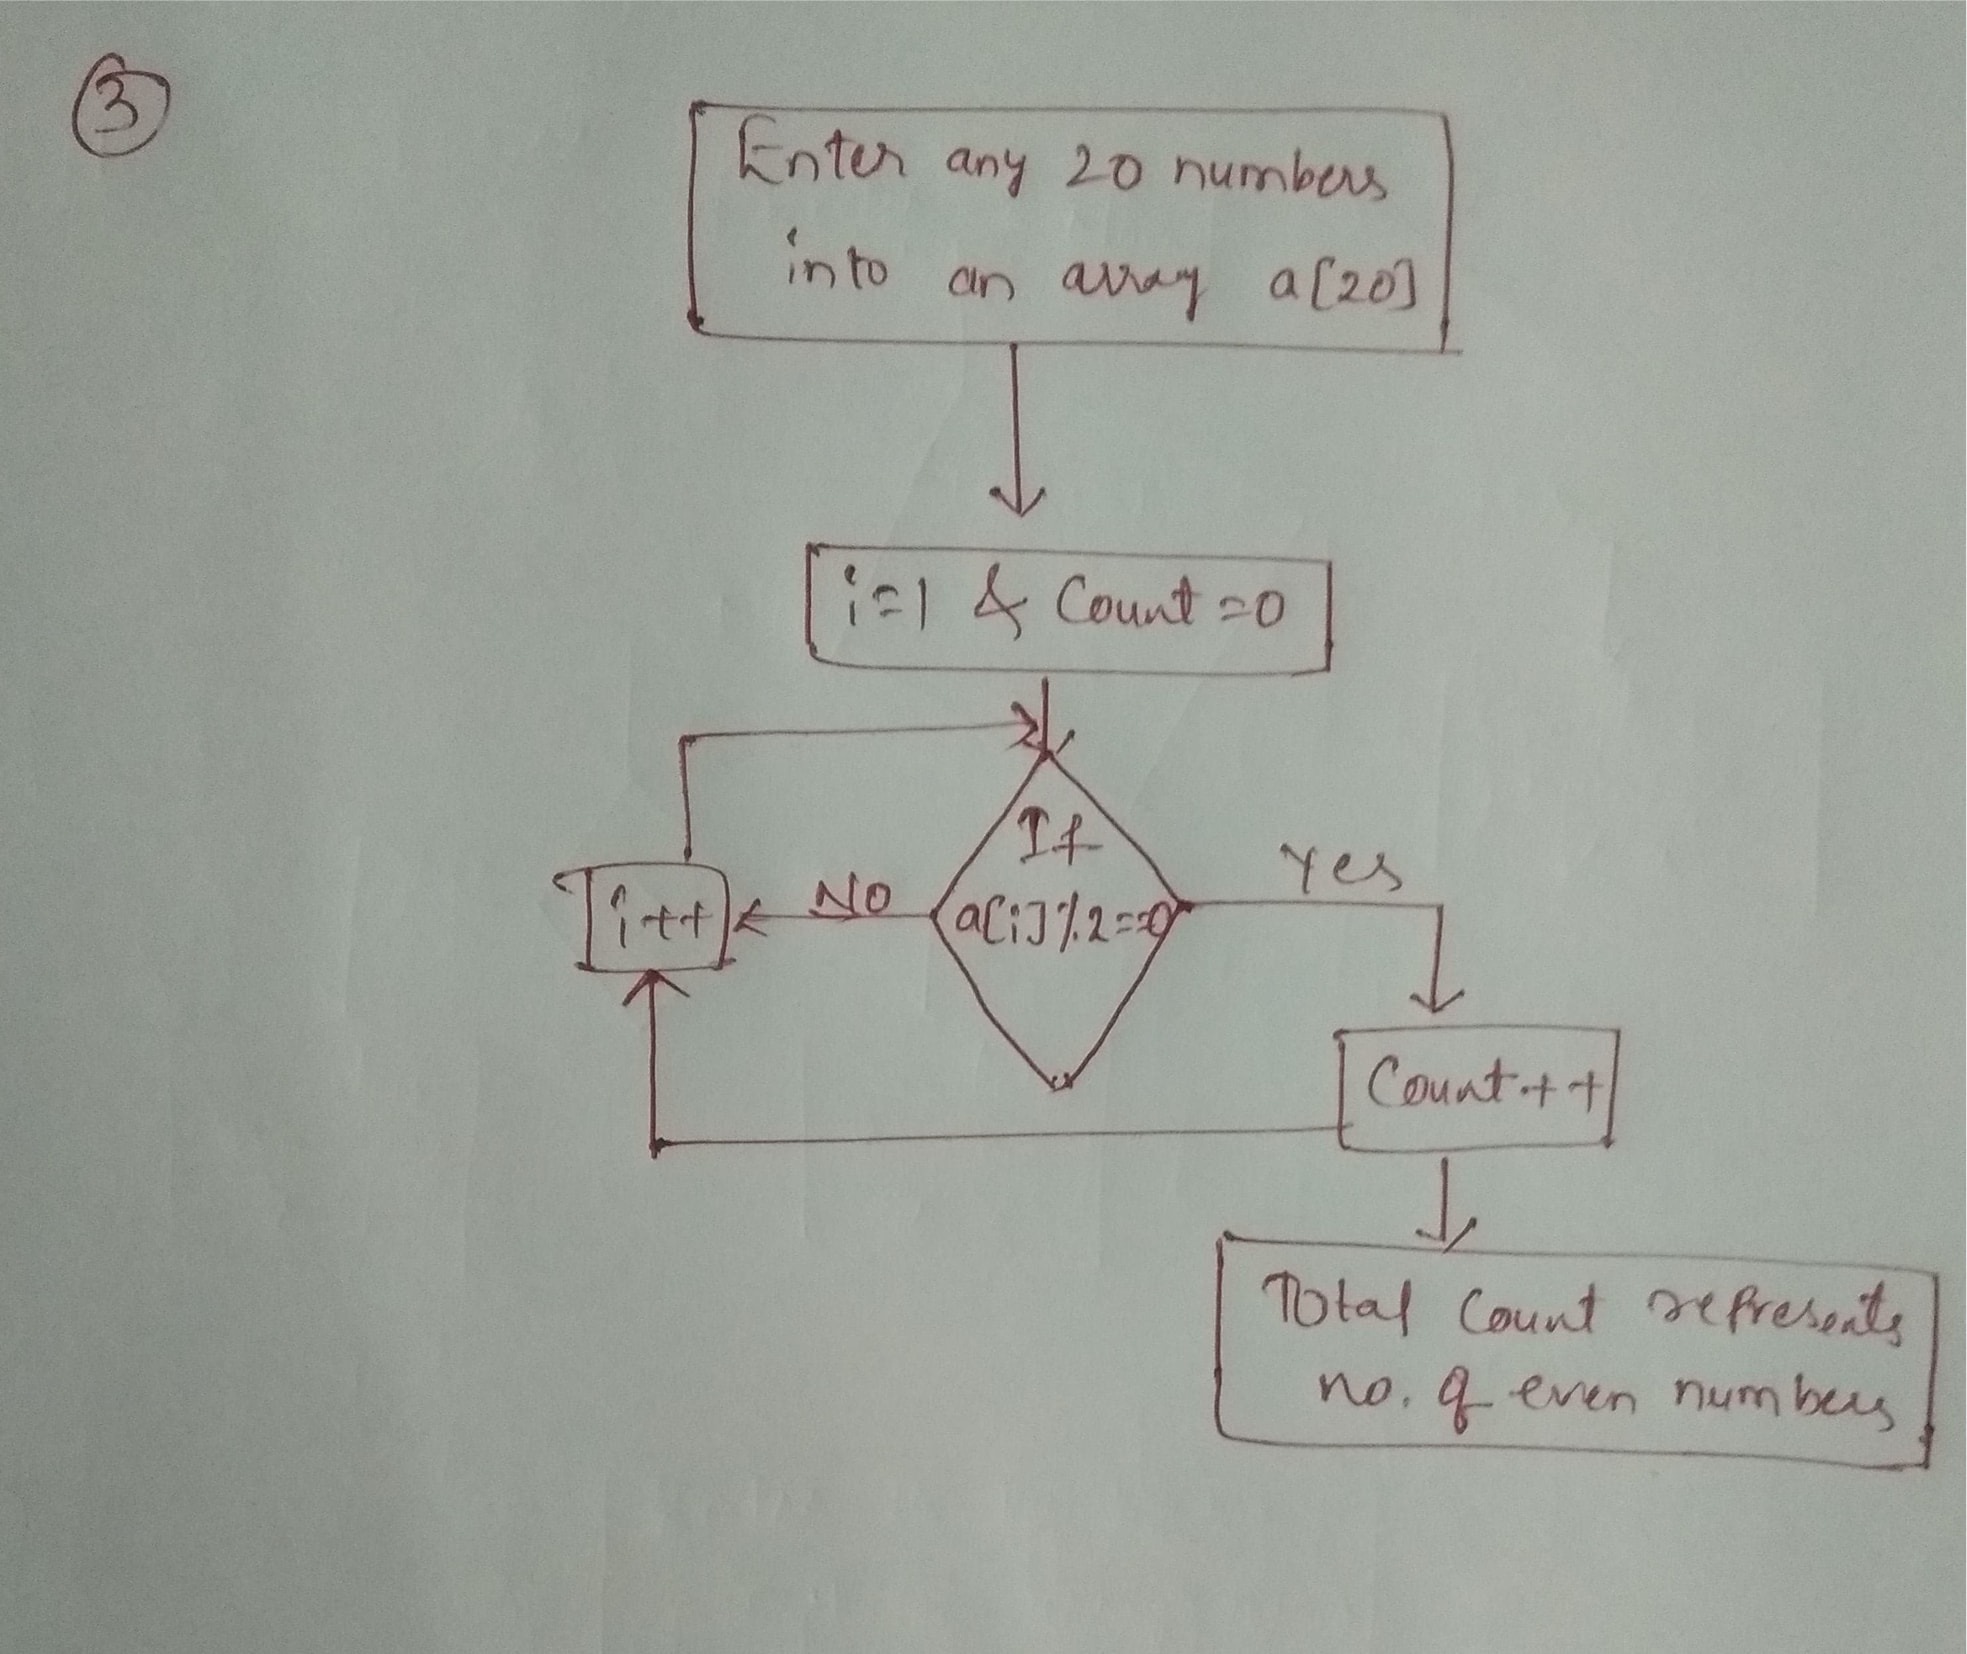 3
Enter any 20 numbers
into an array a[20]
i=1 & Count=0
If
a[i]%2==0
Yes
NO
i++
Count++
Total Count represents
no. of even numbers